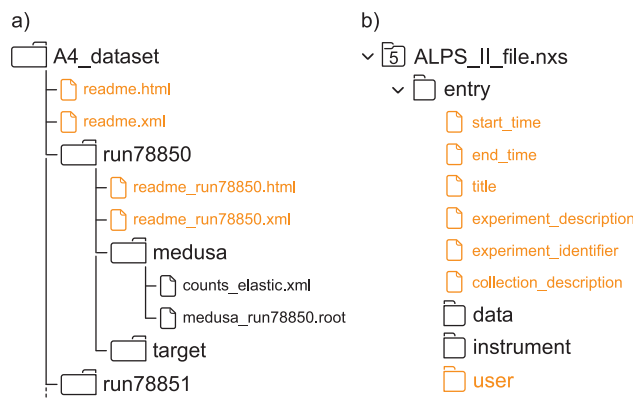 a)
A4_dataset
readme.html
readme.xml
run78850
readme_run78850.html
readme_run78850.xml
medusa
counts_elastic.xml
medusa_run78850.root
target
run78851
b)
5 ALPS_II_file.nxs
entry
start_time
end_time
title
experiment_description
experiment_identifier
collection_description
data
instrument
user